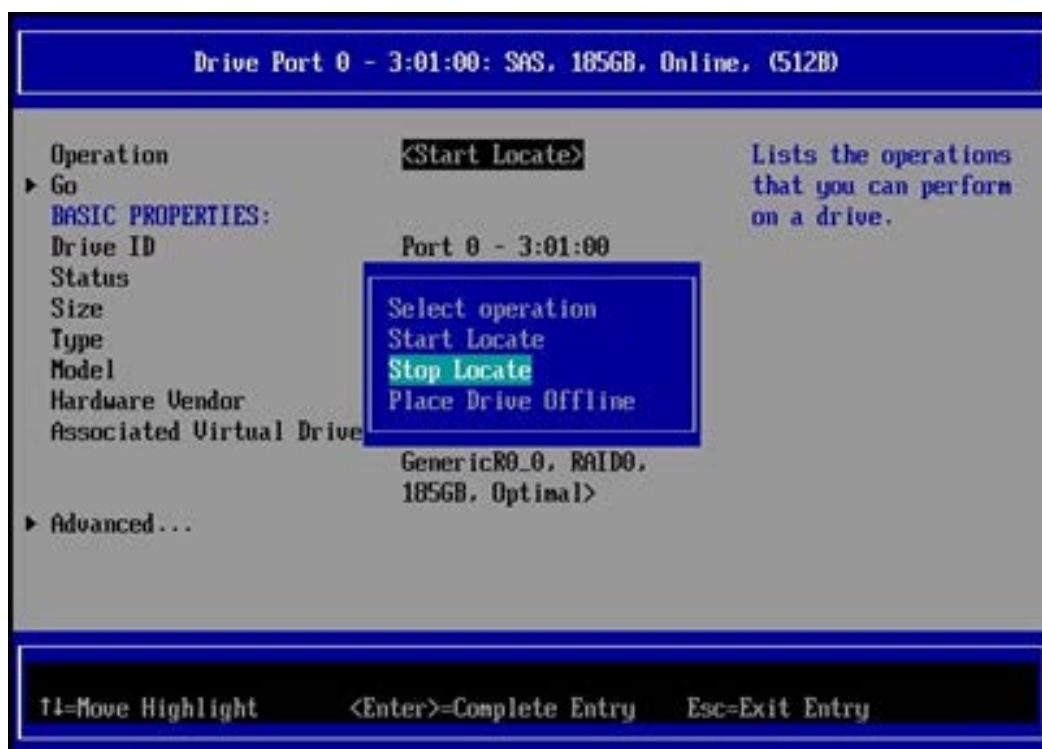 Drive Port 0 - 3:01:00: SAS, 185GB, Online, (512B)
Operation <Start Locate>
▶ Go
BASIC PROPERTIES:
Drive ID Port 0 - 3:01:00
Status
Size
Type
Model
Hardware Vendor
Associated Virtual Drive
GenericR0_0, RAID0,
185GB, Optimal>
▶ Advanced...
Select operation
Start Locate
Stop Locate
Place Drive Offline
Lists the operations
that you can perform
on a drive.
↑↓=Move Highlight <Enter>=Complete Entry Esc=Exit Entry